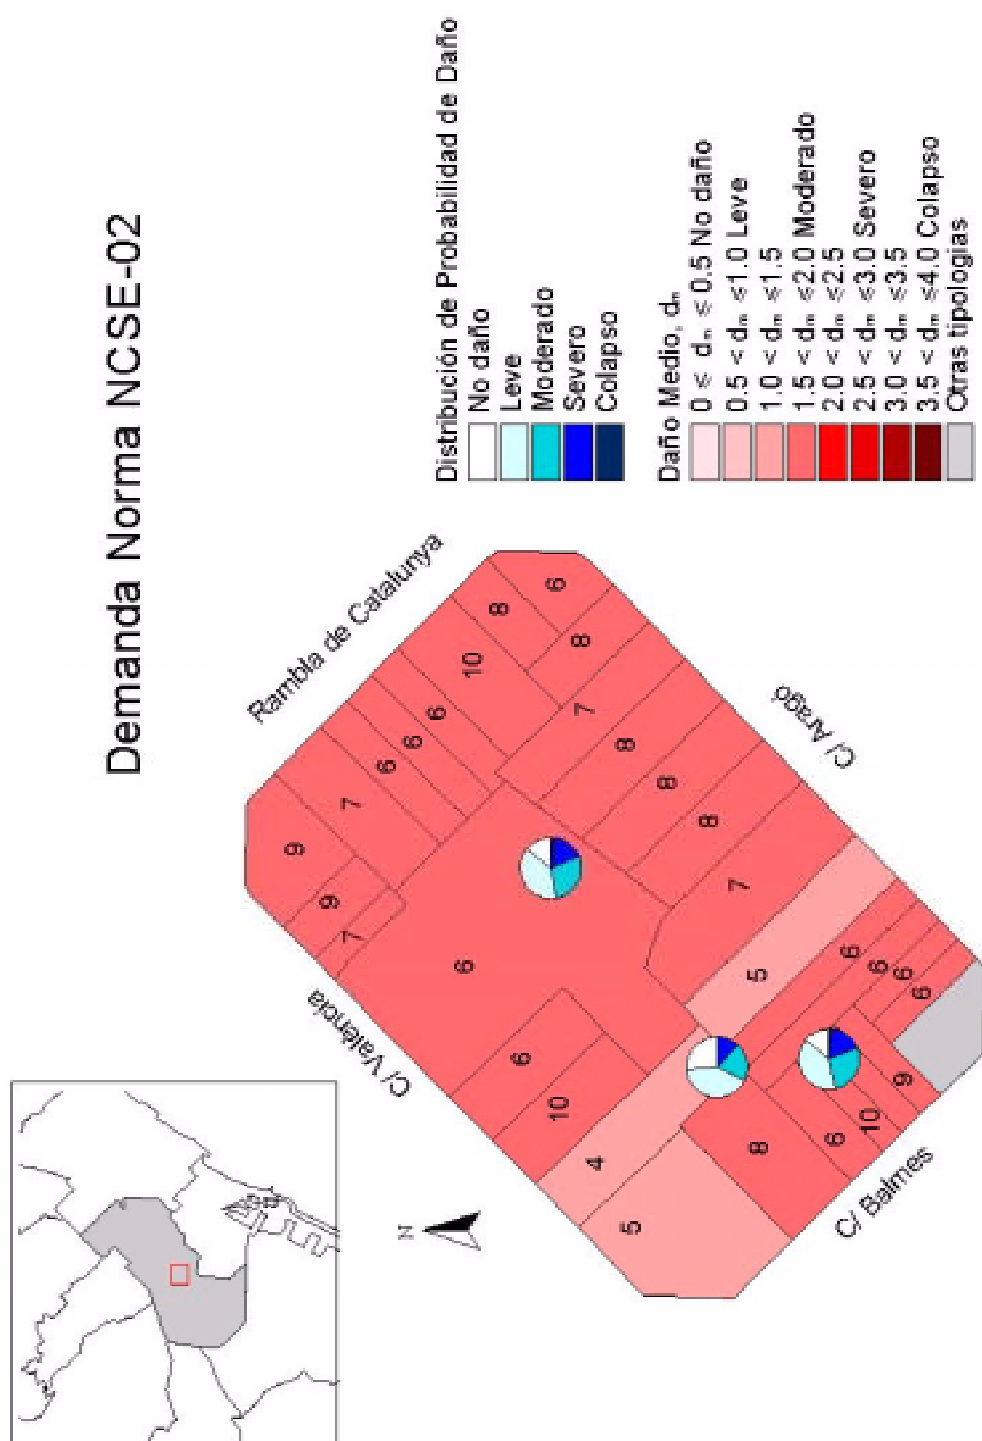 Demanda Norma NCSE-02
N
Rambla de Catalunya
C/ València
C/ Aragó
C/ Balmes
9
9
7
7
6
6
6
6
10
8
6
6
10
8
7
4
8
5
8
8
7
5
8
6
6
10
6
6
9
6
Distribución de Probabilidad de Daño
No daño
Leve
Moderado
Severo
Colapso
Daño Medio, dₘ
0 ≤ dₘ ≤ 0.5 No daño
0.5 < dₘ ≤1.0 Leve
1.0 < dₘ ≤1.5
1.5 < dₘ ≤2.0 Moderado
2.0 < dₘ ≤2.5
2.5 < dₘ ≤3.0 Severo
3.0 < dₘ ≤3.5
3.5 < dₘ ≤4.0 Colapso
Otras tipologias